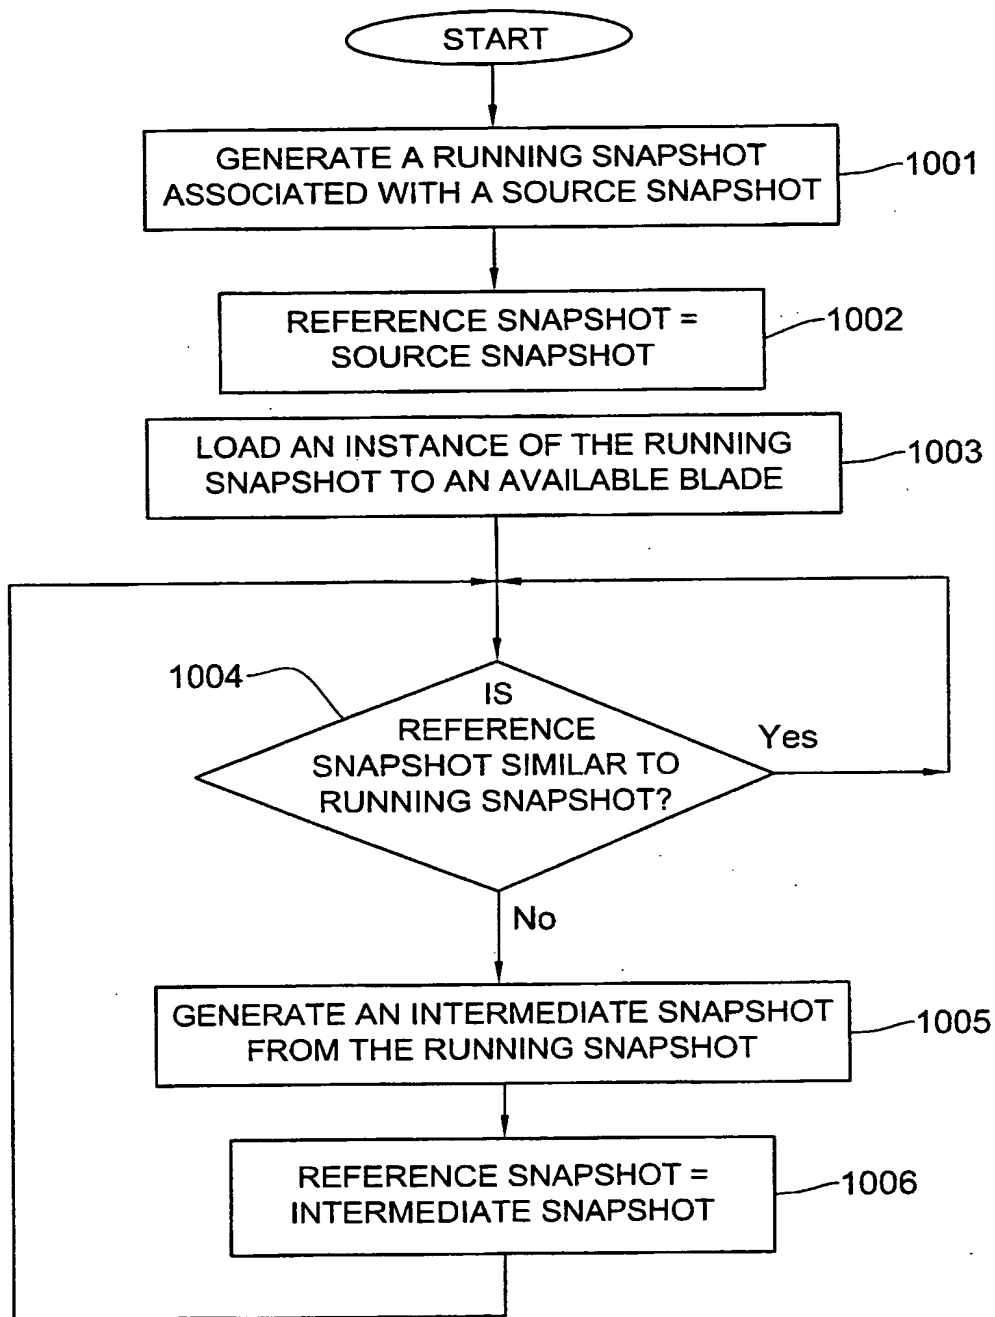 START
GENERATE A RUNNING SNAPSHOT
ASSOCIATED WITH A SOURCE SNAPSHOT
1001
REFERENCE SNAPSHOT =
SOURCE SNAPSHOT
1002
LOAD AN INSTANCE OF THE RUNNING
SNAPSHOT TO AN AVAILABLE BLADE
1003
1004
IS
REFERENCE
SNAPSHOT SIMILAR TO
RUNNING SNAPSHOT?
Yes
No
GENERATE AN INTERMEDIATE SNAPSHOT
FROM THE RUNNING SNAPSHOT
1005
REFERENCE SNAPSHOT =
INTERMEDIATE SNAPSHOT
1006